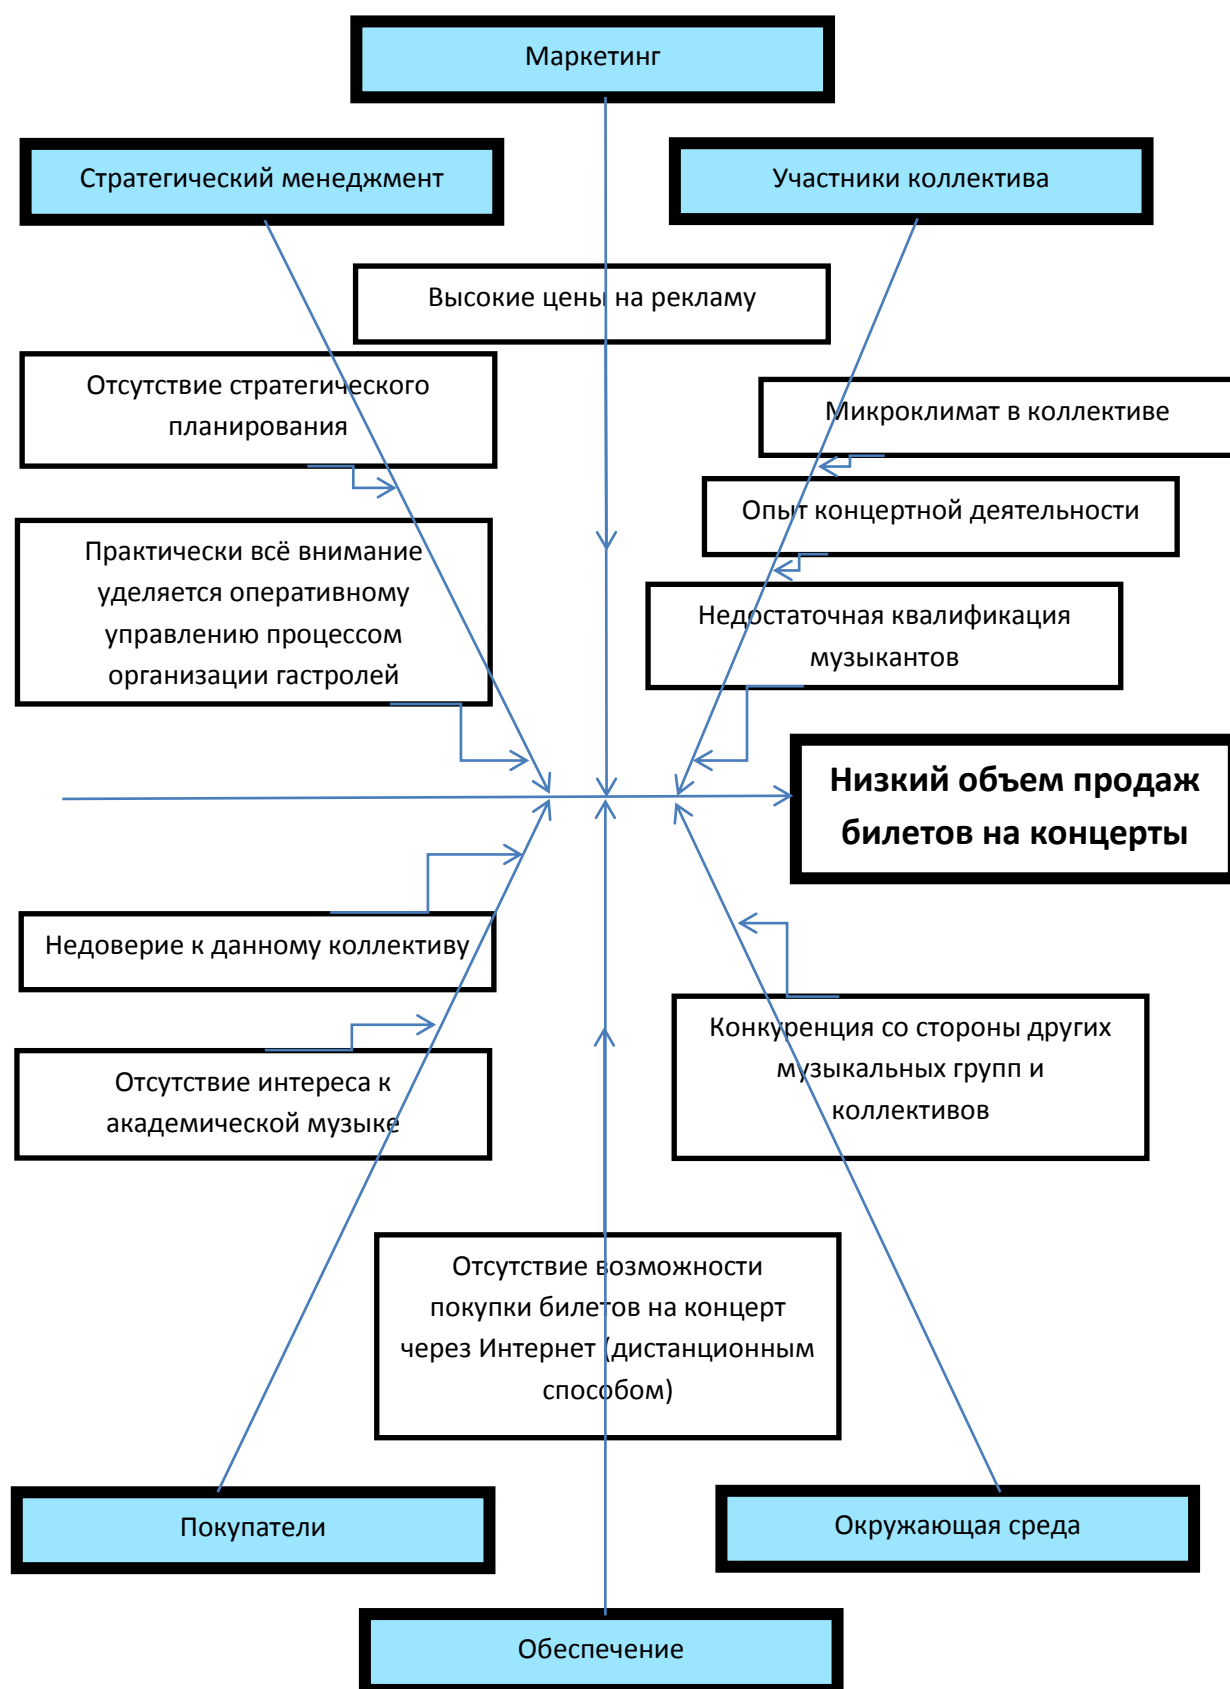 Маркетинг
Стратегический менеджмент
Участники коллектива
Высокие цены на рекламу
Отсутствие стратегического
планирования
Микроклимат в коллективе
Опыт концертной деятельности
Практически всё внимание
уделяется оперативному
управлению процессом
организации гастролей
Недостаточная квалификация
музыкантов
Низкий объем продаж
билетов на концерты
Недоверие к данному коллективу
Отсутствие интереса к
академической музыке
Конкуренция со стороны других
музыкальных групп и
коллективов
Отсутствие возможности
покупки билетов на концерт
через Интернет (дистанционным
способом)
Покупатели
Окружающая среда
Обеспечение